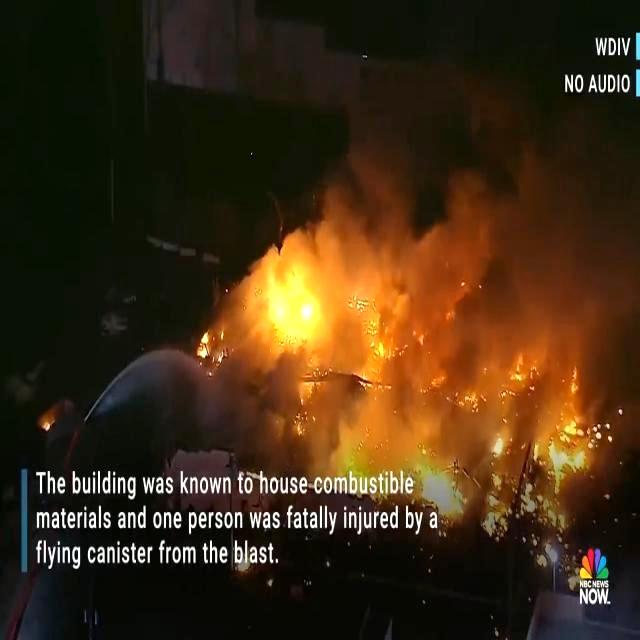 WDIV
NO AUDIO
The building was known to house combustible
materials and one person was fatally injured by a
flying canister from the blast.
NBC NEWS
NOW